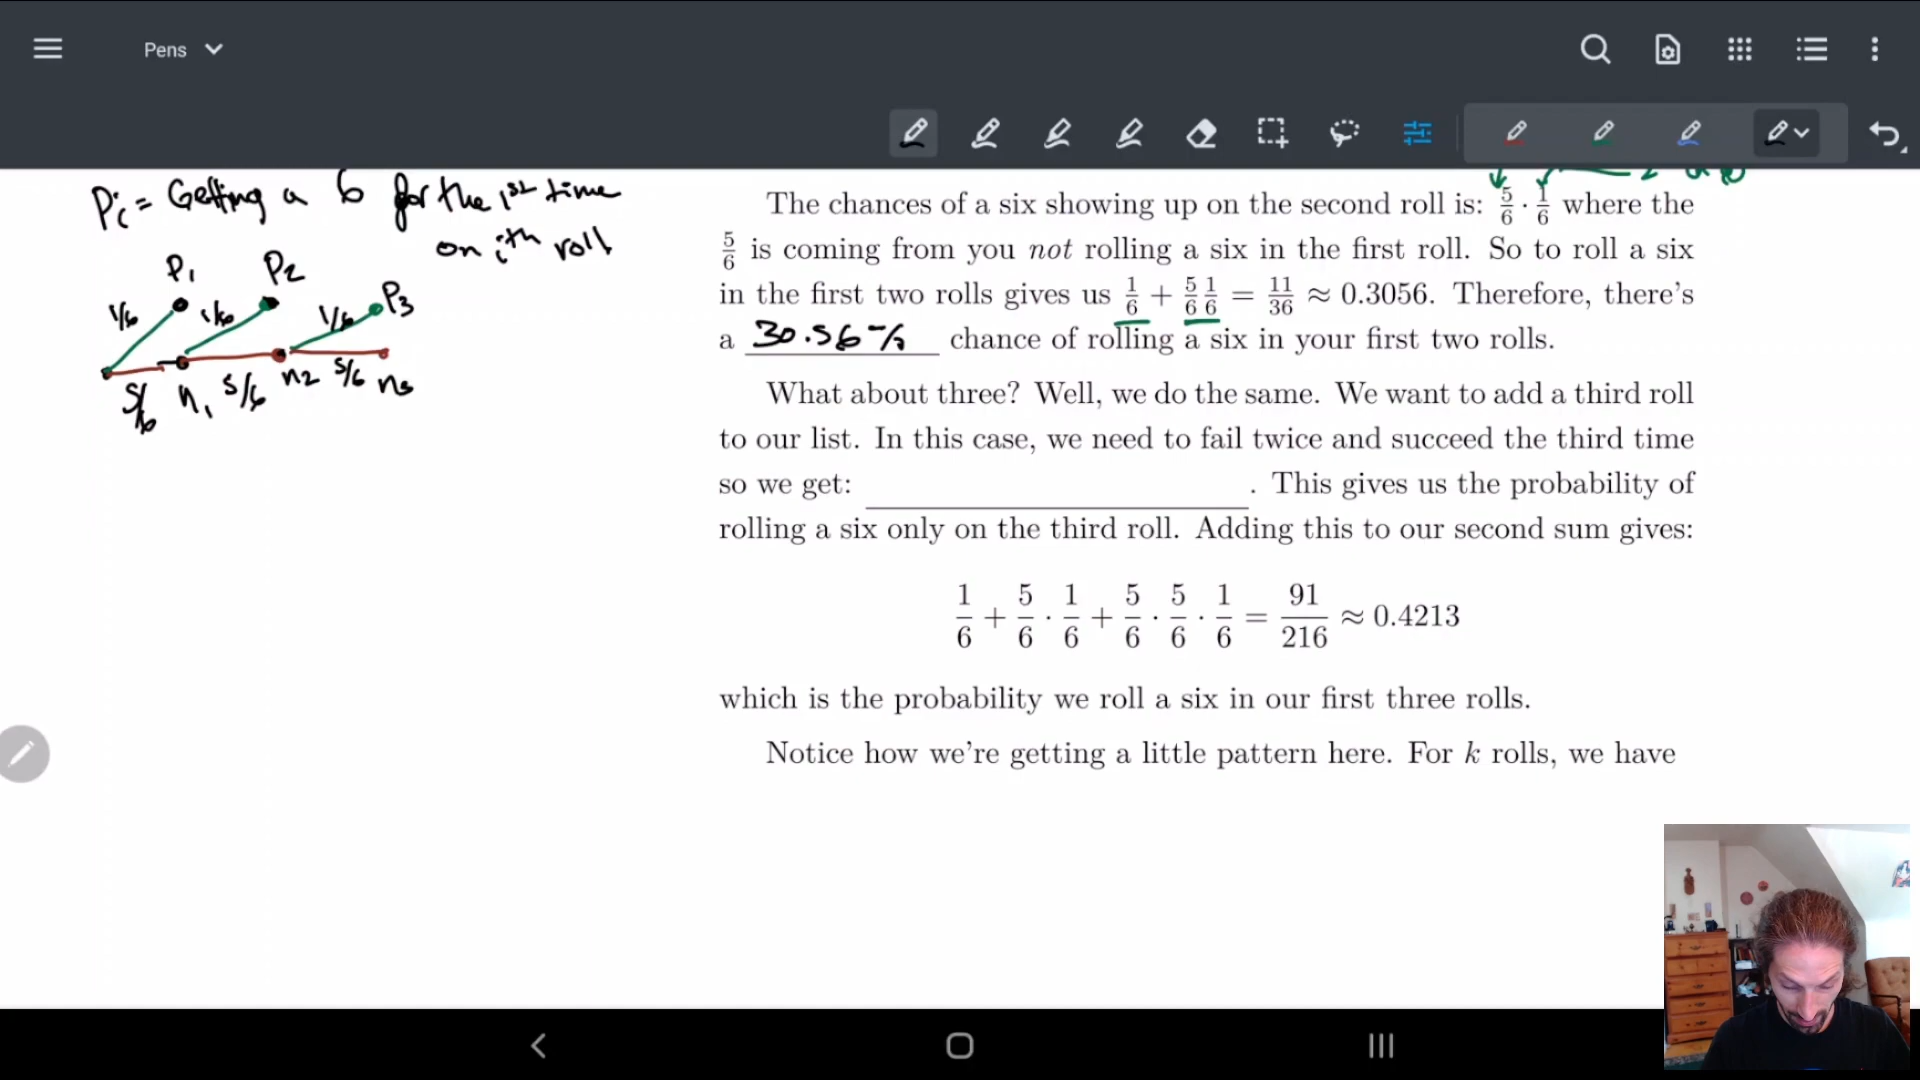 Pens
Pi = Getting a 6 for the 1st time
on ith roll
P1
P2
P3
1/6
1/6
1/6
5/6
n1
5/6
n2
5/6
n3
The chances of a six showing up on the second roll is: 5/6 · 1/6 where the
5/6 is coming from you not rolling a six in the first roll. So to roll a six
in the first two rolls gives us 1/6 + 5/6 1/6 = 11/36 ≈ 0.3056. Therefore, there's
a 30.56% chance of rolling a six in your first two rolls.
What about three? Well, we do the same. We want to add a third roll
to our list. In this case, we need to fail twice and succeed the third time
so we get: ____. This gives us the probability of
rolling a six only on the third roll. Adding this to our second sum gives:
1/6 + 5/6 · 1/6 + 5/6 · 5/6 · 1/6 = 91/216 ≈ 0.4213
which is the probability we roll a six in our first three rolls.
Notice how we're getting a little pattern here. For k rolls, we have